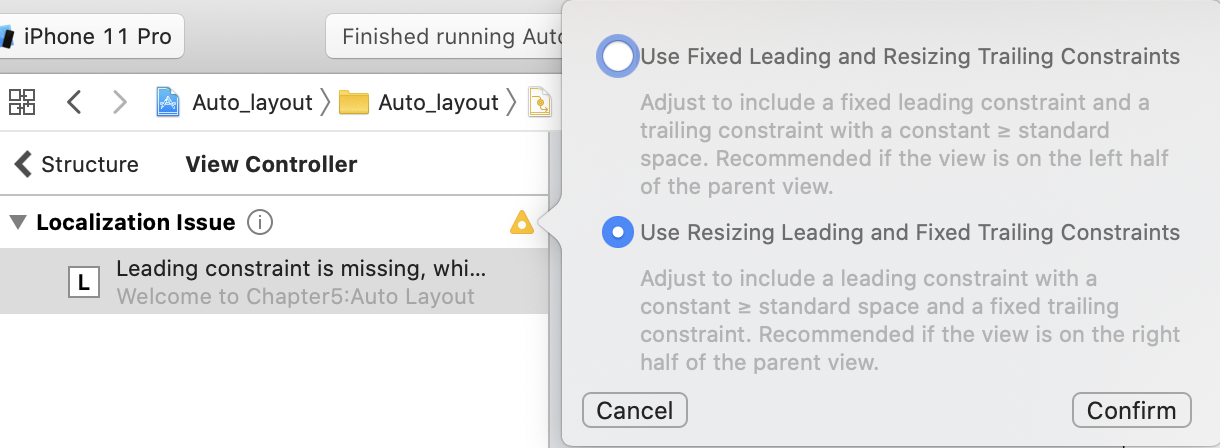 iPhone 11 Pro
Finished running Auto
Auto_layout
Auto_layout
Structure
View Controller
Localization Issue
L
Leading constraint is missing, whi...
Welcome to Chapter5:Auto Layout
Use Fixed Leading and Resizing Trailing Constraints
Adjust to include a fixed leading constraint and a
trailing constraint with a constant ≥ standard
space. Recommended if the view is on the left half
of the parent view.
Use Resizing Leading and Fixed Trailing Constraints
Adjust to include a leading constraint with a
constant ≥ standard space and a fixed trailing
constraint. Recommended if the view is on the right
half of the parent view.
Cancel
Confirm